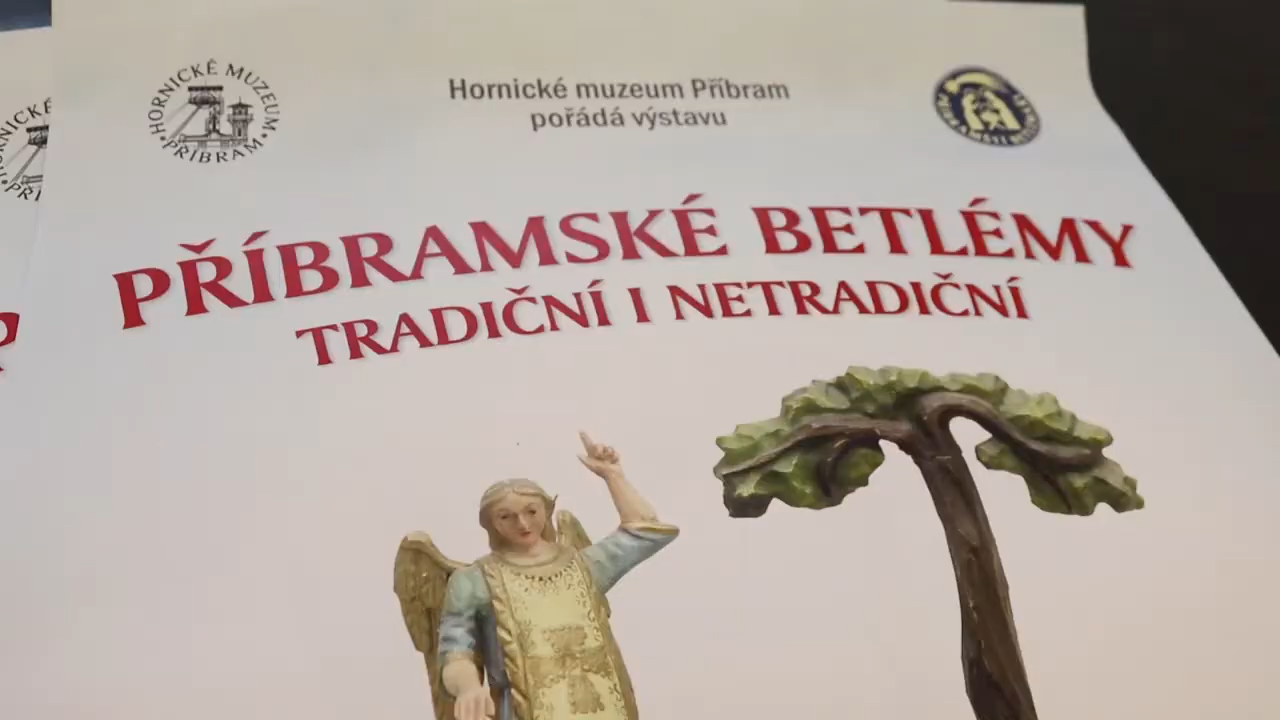 HORNICKÉ MUZEUM
PŘÍBRAM
Hornické muzeum Příbram
pořádá výstavu
PŘÍBRAMSKÉ BETLÉMY
TRADIČNÍ I NETRADIČNÍ